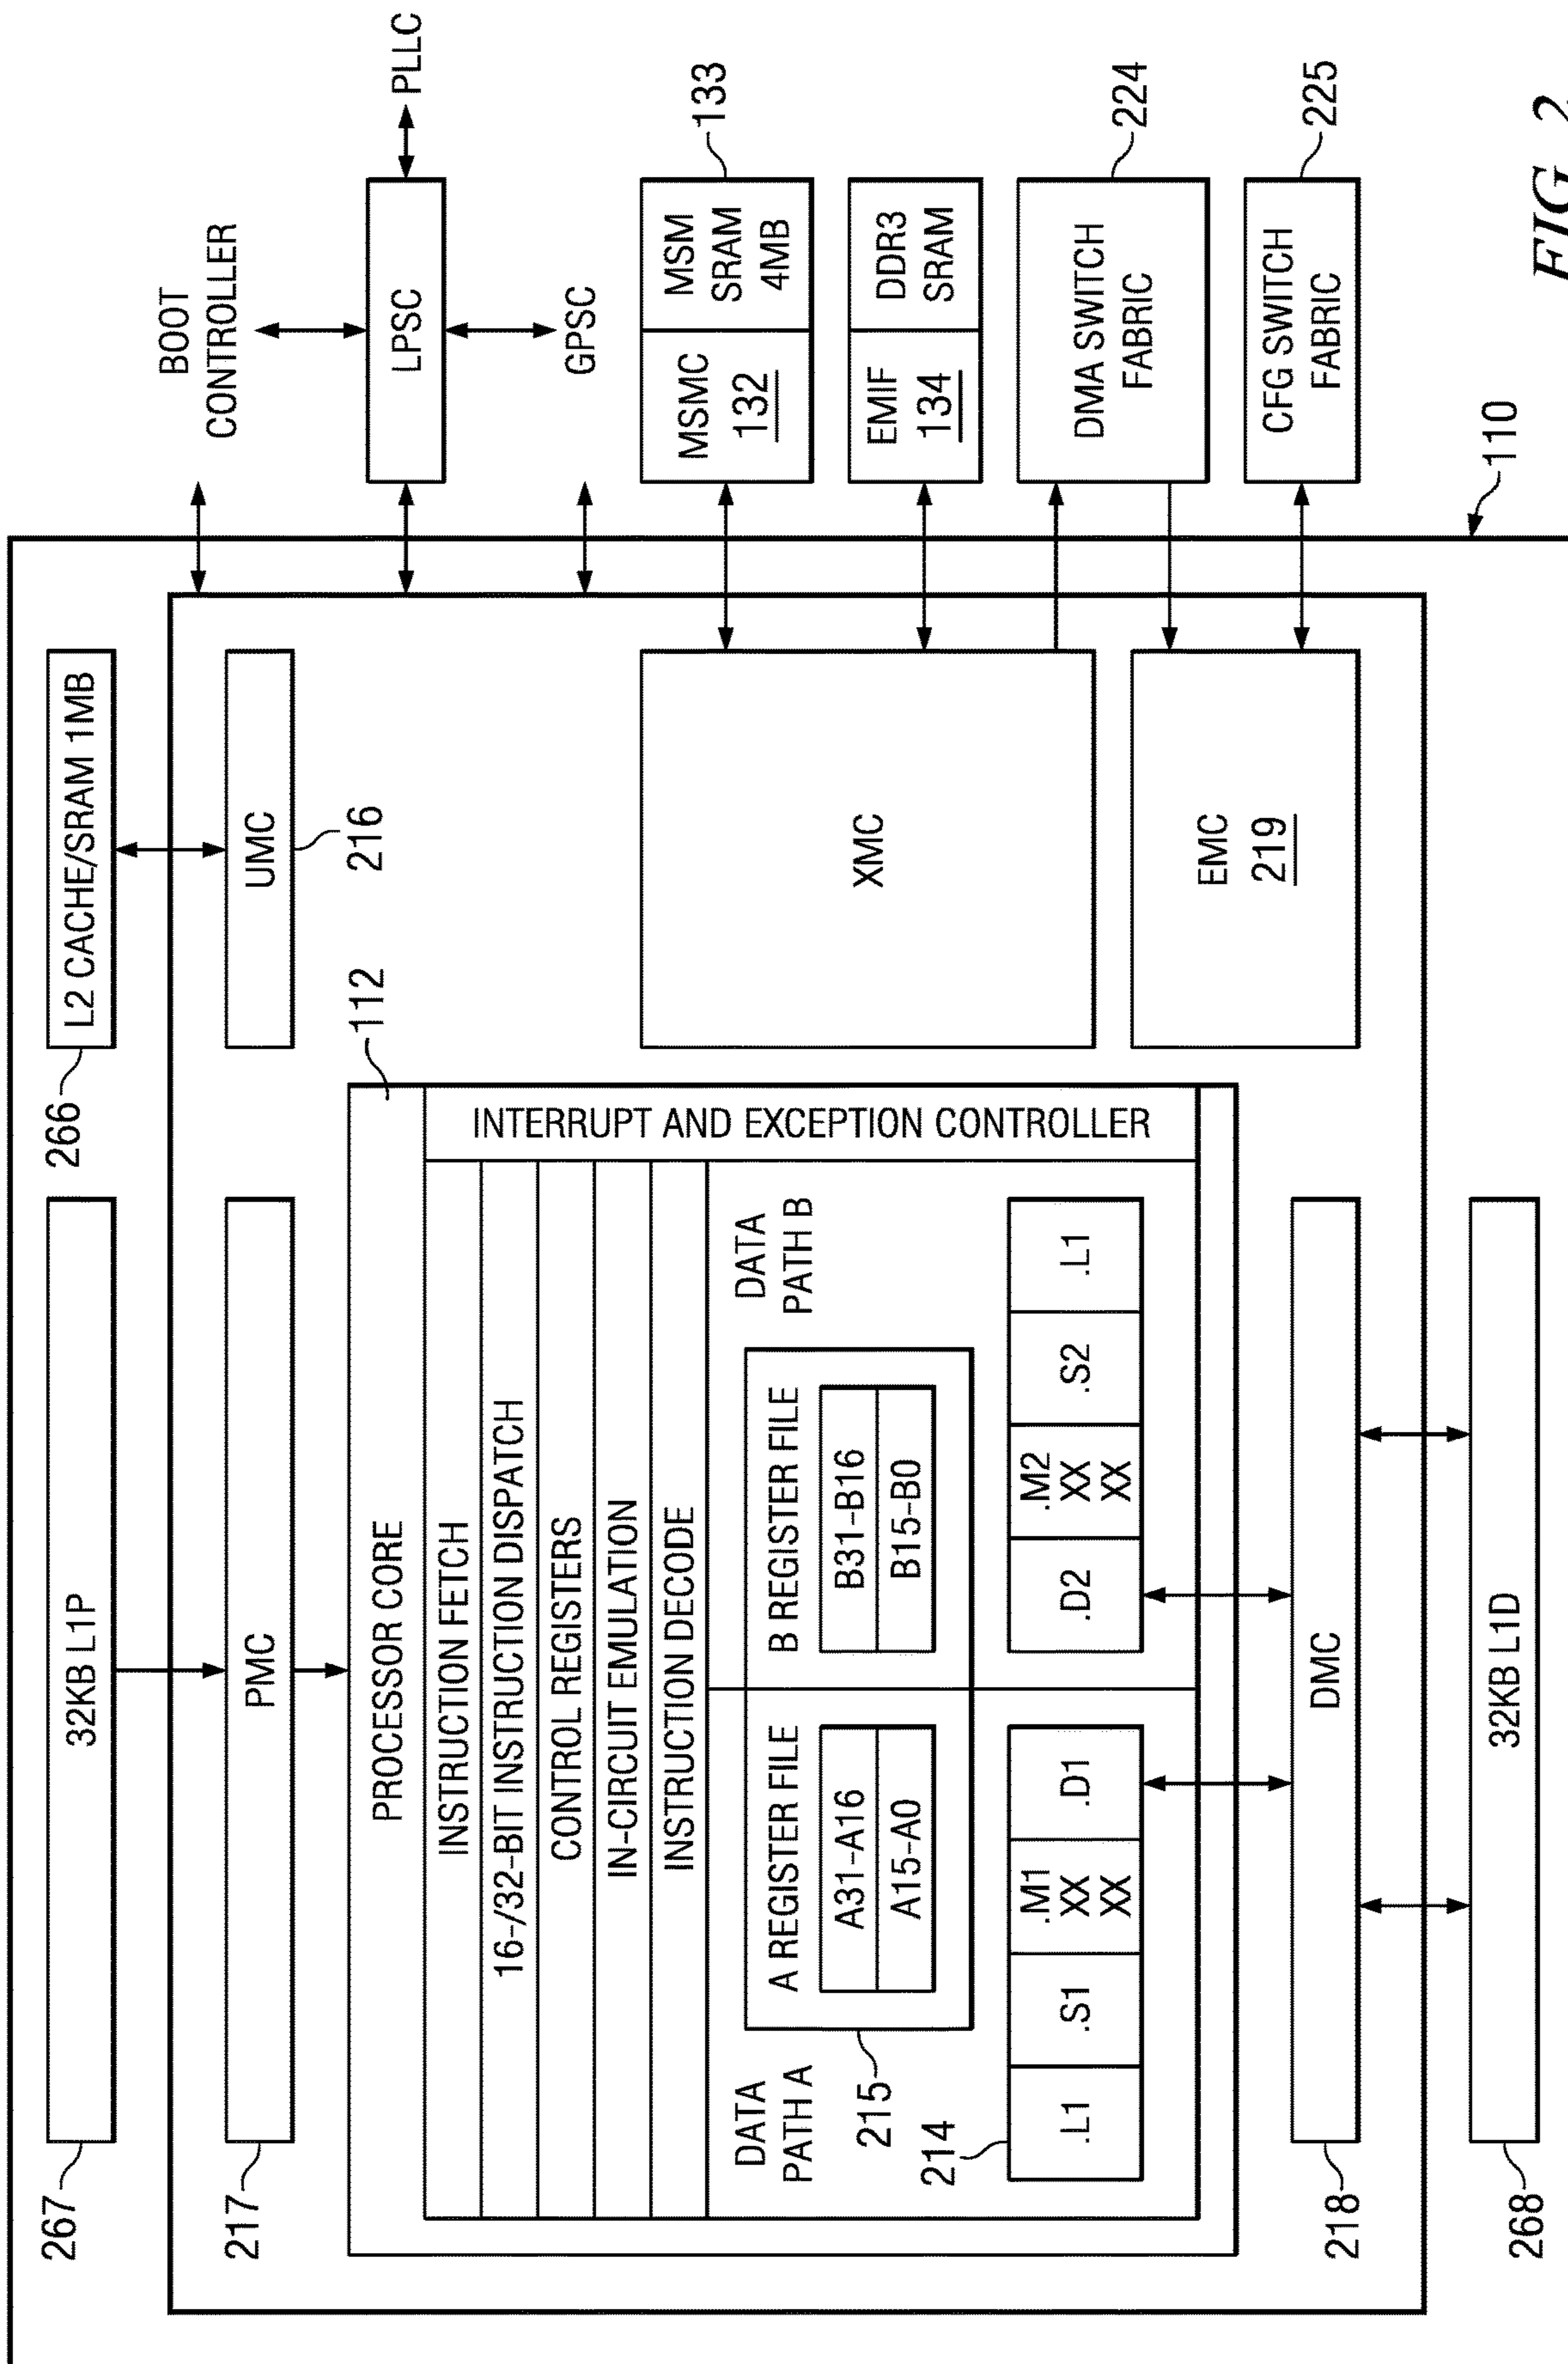 267
32KB L1P
266
L2 CACHE/SRAM 1MB
217
PMC
UMC
216
BOOT
CONTROLLER
LPSC
PLLC
GPSC
PROCESSOR CORE
112
INSTRUCTION FETCH
16-/32-BIT INSTRUCTION DISPATCH
CONTROL REGISTERS
IN-CIRCUIT EMULATION
INSTRUCTION DECODE
INTERRUPT AND EXCEPTION CONTROLLER
DATA
PATH A
A REGISTER FILE
A31-A16
A15-A0
B REGISTER FILE
B31-B16
B15-B0
DATA
PATH B
215
214
.L1
.S1
.M1
XX
XX
.D1
.D2
.M2
XX
XX
.S2
.L1
XMC
EMC
219
MSMC
132
MSM
SRAM
4MB
133
EMIF
134
DDR3
SRAM
DMA SWITCH
FABRIC
224
CFG SWITCH
FABRIC
225
218
DMC
110
268
32KB L1D
FIG. 2